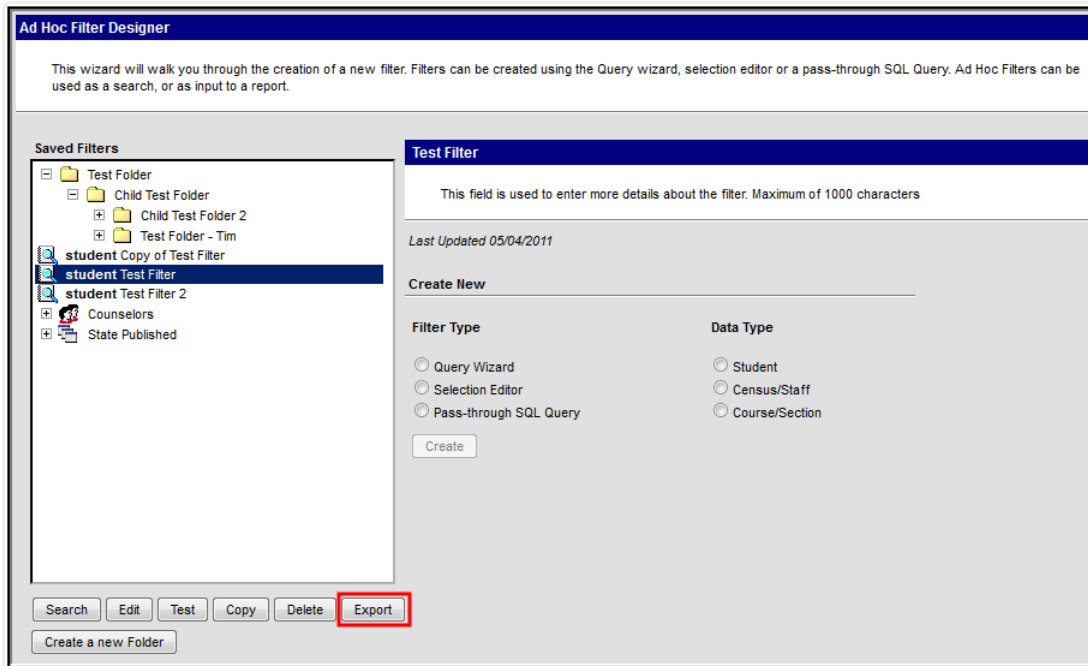 Ad Hoc Filter Designer
This wizard will walk you through the creation of a new filter. Filters can be created using the Query wizard, selection editor or a pass-through SQL Query. Ad Hoc Filters can be
used as a search, or as input to a report.
Saved Filters
Test Folder
Child Test Folder
Child Test Folder 2
Test Folder - Tim
student Copy of Test Filter
student Test Filter
student Test Filter 2
Counselors
State Published
Search Edit Test Copy Delete Export
Create a new Folder
Test Filter
This field is used to enter more details about the filter. Maximum of 1000 characters
Last Updated 05/04/2011
Create New
Filter Type
Query Wizard
Selection Editor
Pass-through SQL Query
Create
Data Type
Student
Census/Staff
Course/Section